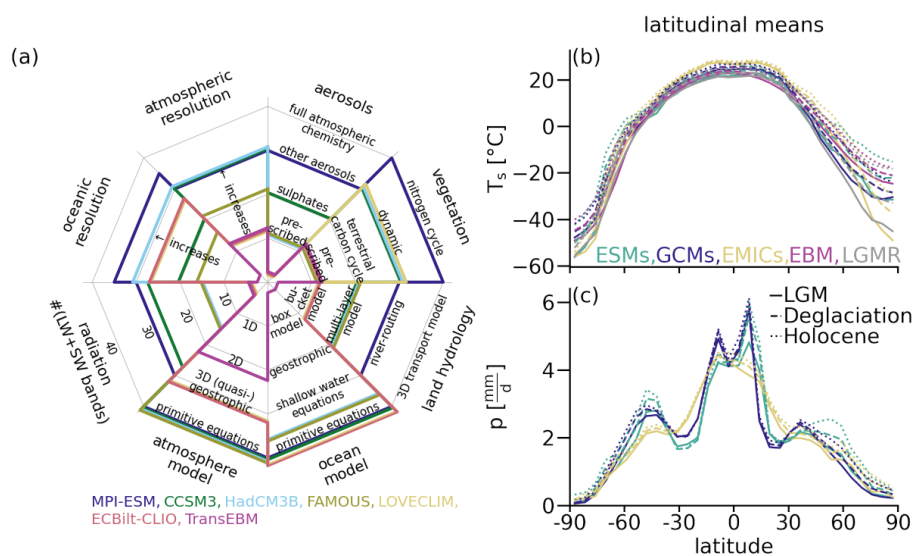 latitudinal means
(a)
atmospheric
resolution
aerosols
full atmospheric
chemistry
other aerosols
sulphates
pre-
scribed
vegetation
nitrogen cycle
dynamic
terrestrial
carbon cycle
pre-
scribed
oceanic
resolution
← increases
← increases
land hydrology
3D transport model
river-routing
multi-layer
model
bu-
cket-
model
#(LW+SW bands)
radiation
40
30
20
10
box
model
1D
2D
3D (quasi-)
geostrophic
primitive equations
atmosphere
model
geostrophic
shallow water
equations
primitive equations
ocean
model
MPI-ESM, CCSM3, HadCM3B, FAMOUS, LOVECLIM,
ECBilt-CLIO, TransEBM
(b)
Ts [°C]
20
0
−20
−40
−60
ESMs,GCMs,EMICs,EBM,LGMR
(c)
p [mm/d]
6
4
2
0
LGM
Deglaciation
Holocene
-90 -60 -30 0 30 60 90
latitude